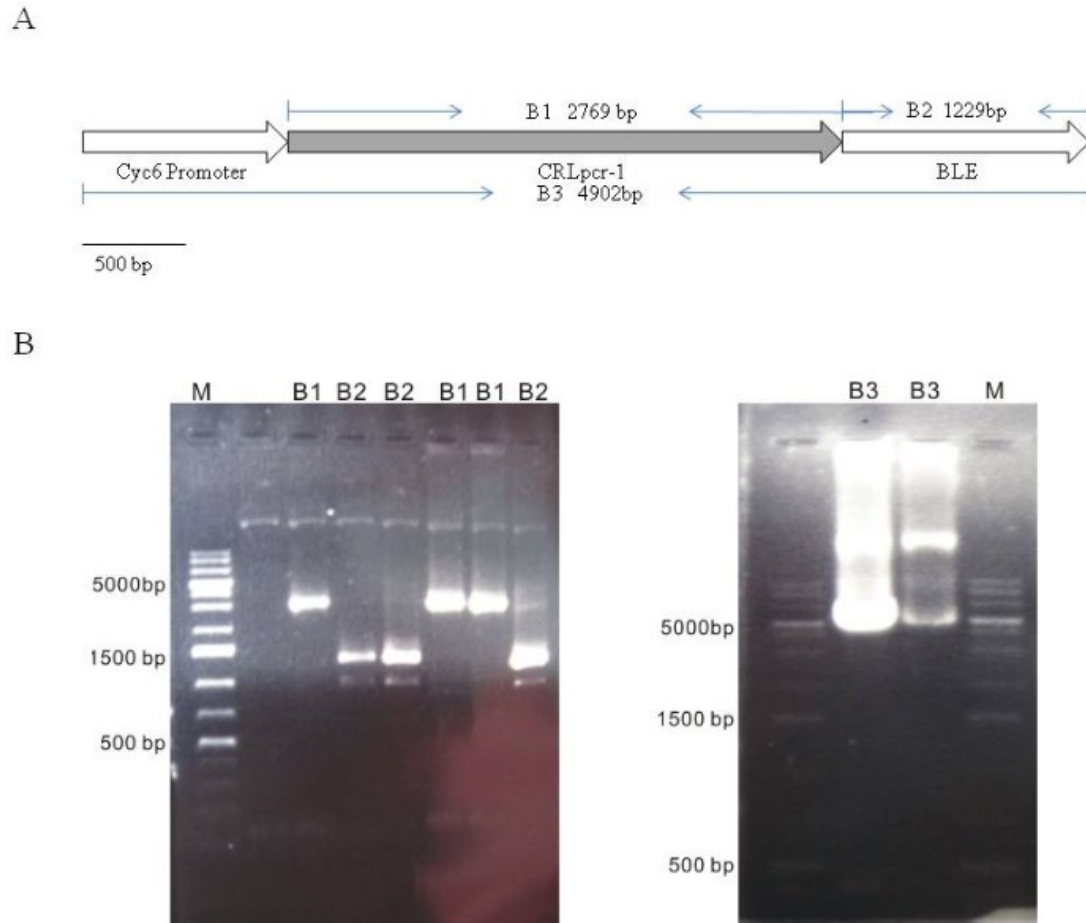 A
B1 2769 bp
B2 1229bp
Cyc6 Promoter
CRLpcr-1
BLE
B3 4902bp
500 bp
B
M B1 B2 B2 B1 B1 B2
B3 B3 M
5000bp
1500 bp
500 bp
5000bp
1500 bp
500 bp